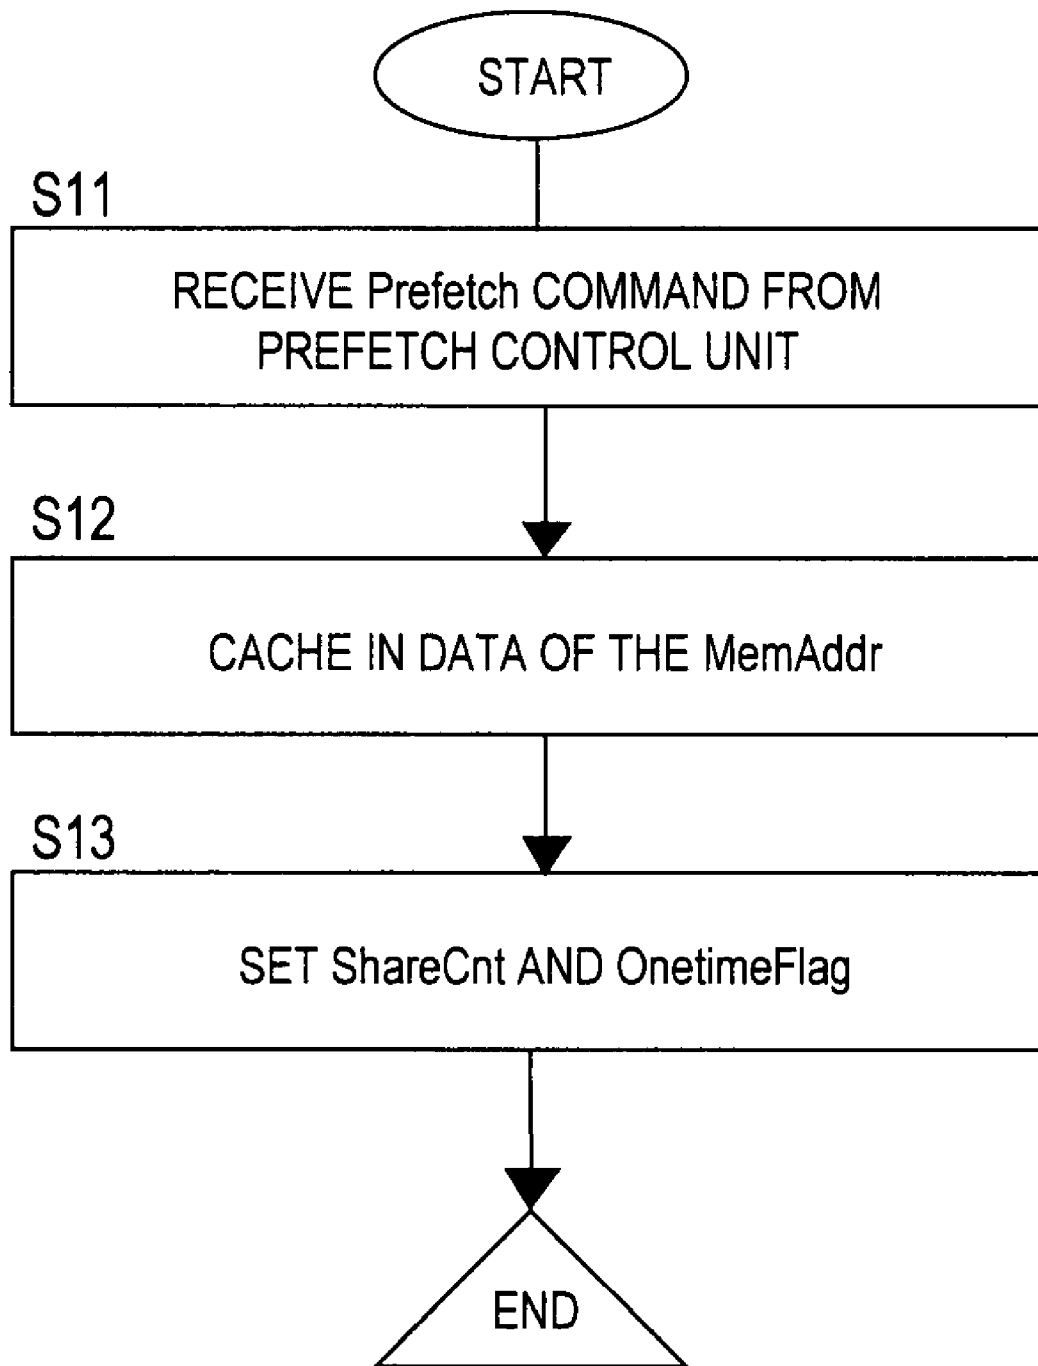 START
S11
RECEIVE Prefetch COMMAND FROM
PREFETCH CONTROL UNIT
S12
CACHE IN DATA OF THE MemAddr
S13
SET ShareCnt AND OnetimeFlag
END